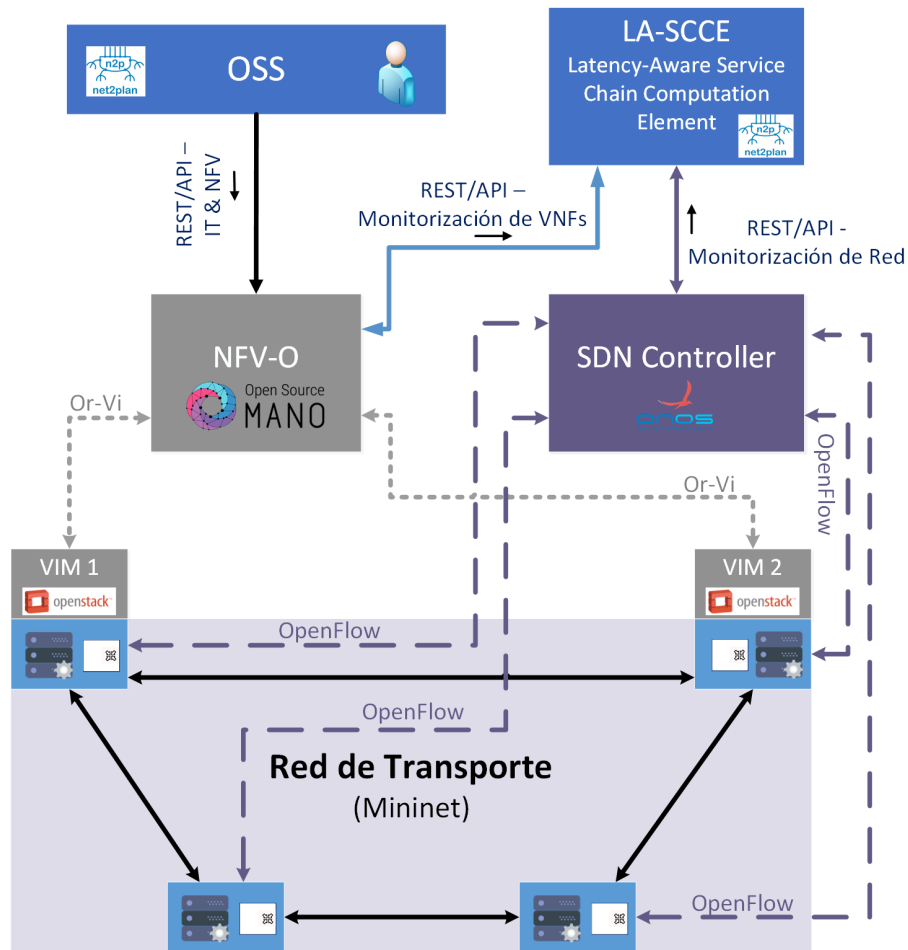 n2p
net2plan
OSS
LA-SCCE
Latency-Aware Service
Chain Computation
Element
n2p
net2plan
REST/API –
IT & NFV
REST/API –
Monitorización de VNFs
REST/API -
Monitorización de Red
NFV-O
Open Source
MANO
SDN Controller
onos
Or-Vi
Or-Vi
OpenFlow
VIM 1
openstack
VIM 2
openstack
OpenFlow
OpenFlow
Red de Transporte
(Mininet)
OpenFlow